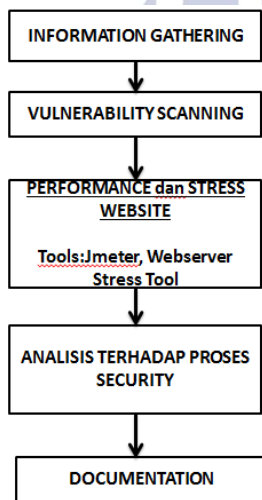 INFORMATION GATHERING
VULNERABILITY SCANNING
PERFORMANCE dan STRESS
WEBSITE
Tools:Jmeter, Webserver
Stress Tool
ANALISIS TERHADAP PROSES
SECURITY
DOCUMENTATION